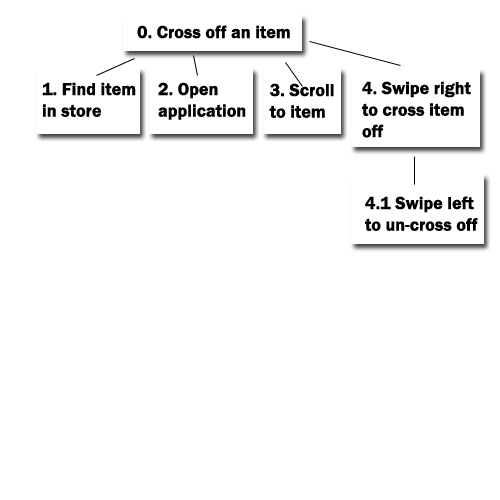 0. Cross off an item
1. Find item
in store
2. Open
application
3. Scroll
to item
4. Swipe right
to cross item
off
4.1 Swipe left
to un-cross off